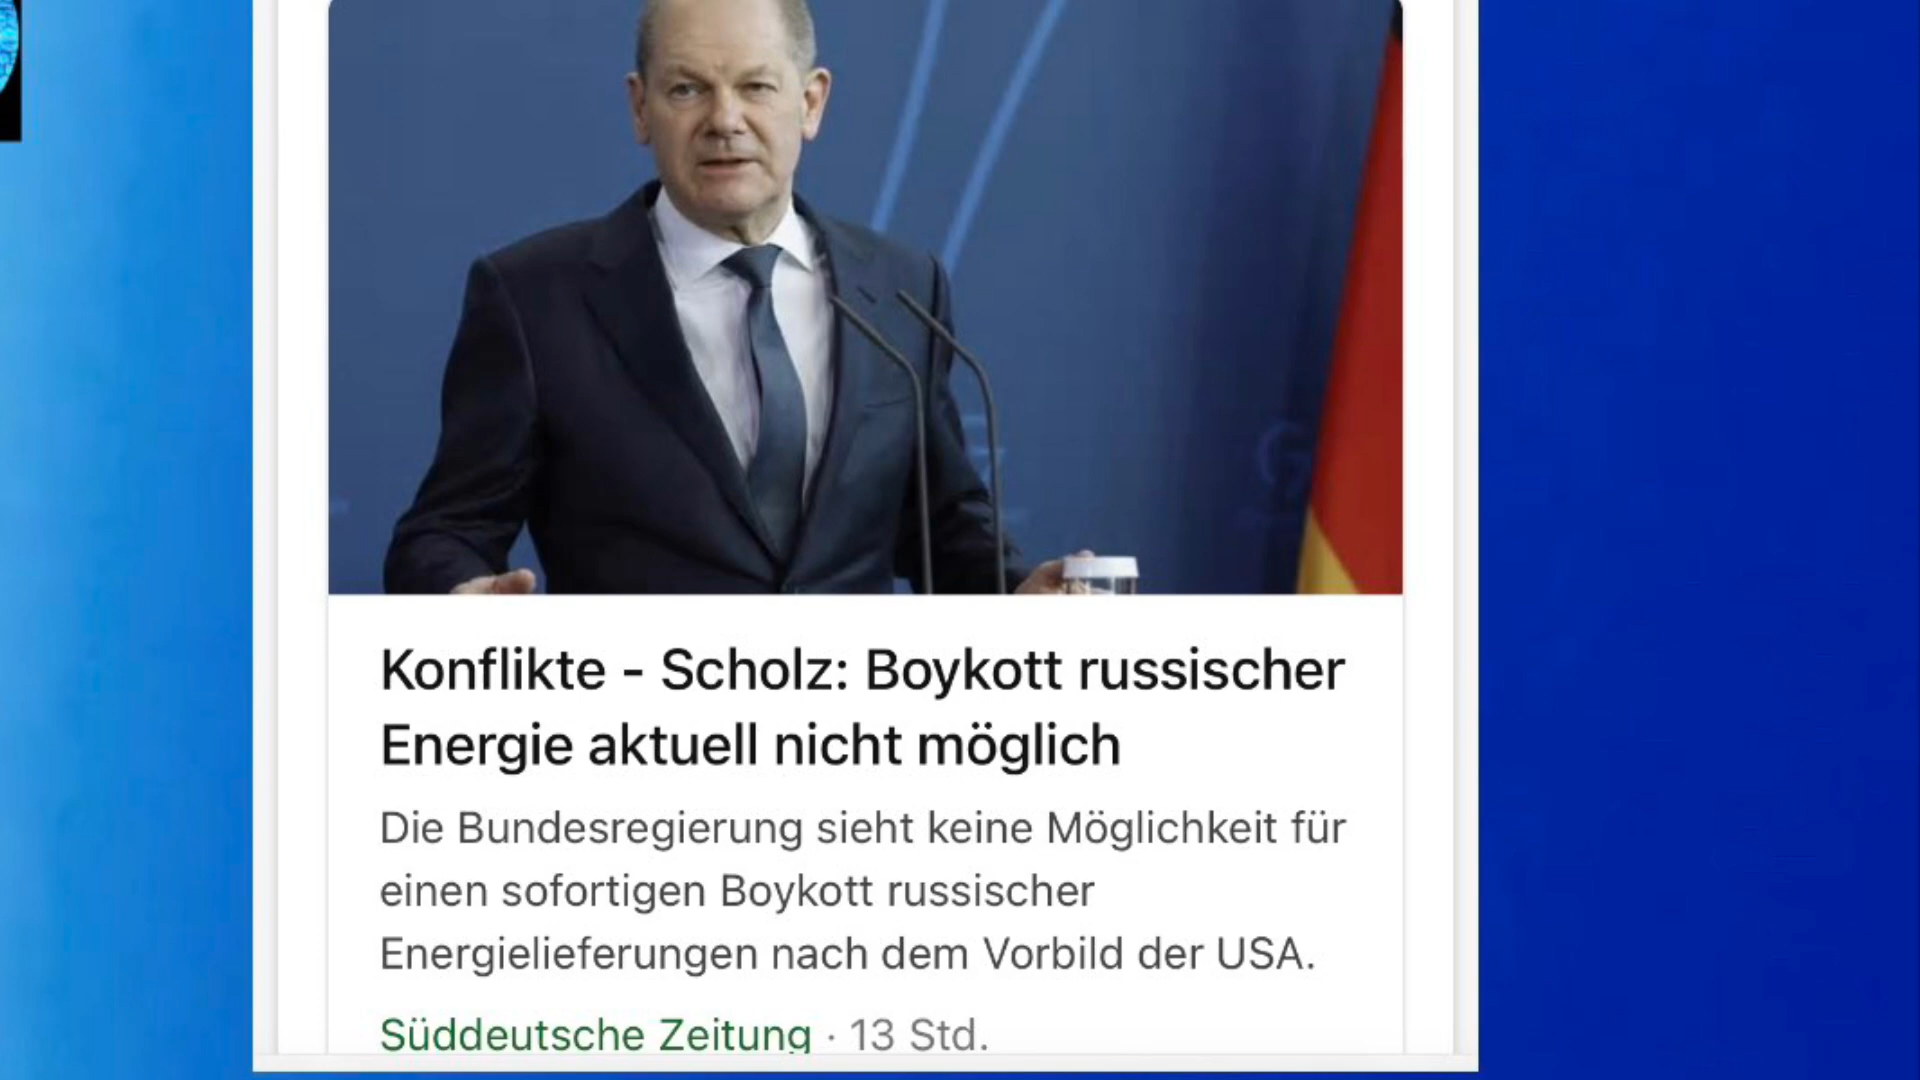 Konflikte - Scholz: Boykott russischer
Energie aktuell nicht möglich
Die Bundesregierung sieht keine Möglichkeit für
einen sofortigen Boykott russischer
Energielieferungen nach dem Vorbild der USA.
Süddeutsche Zeitung · 13 Std.